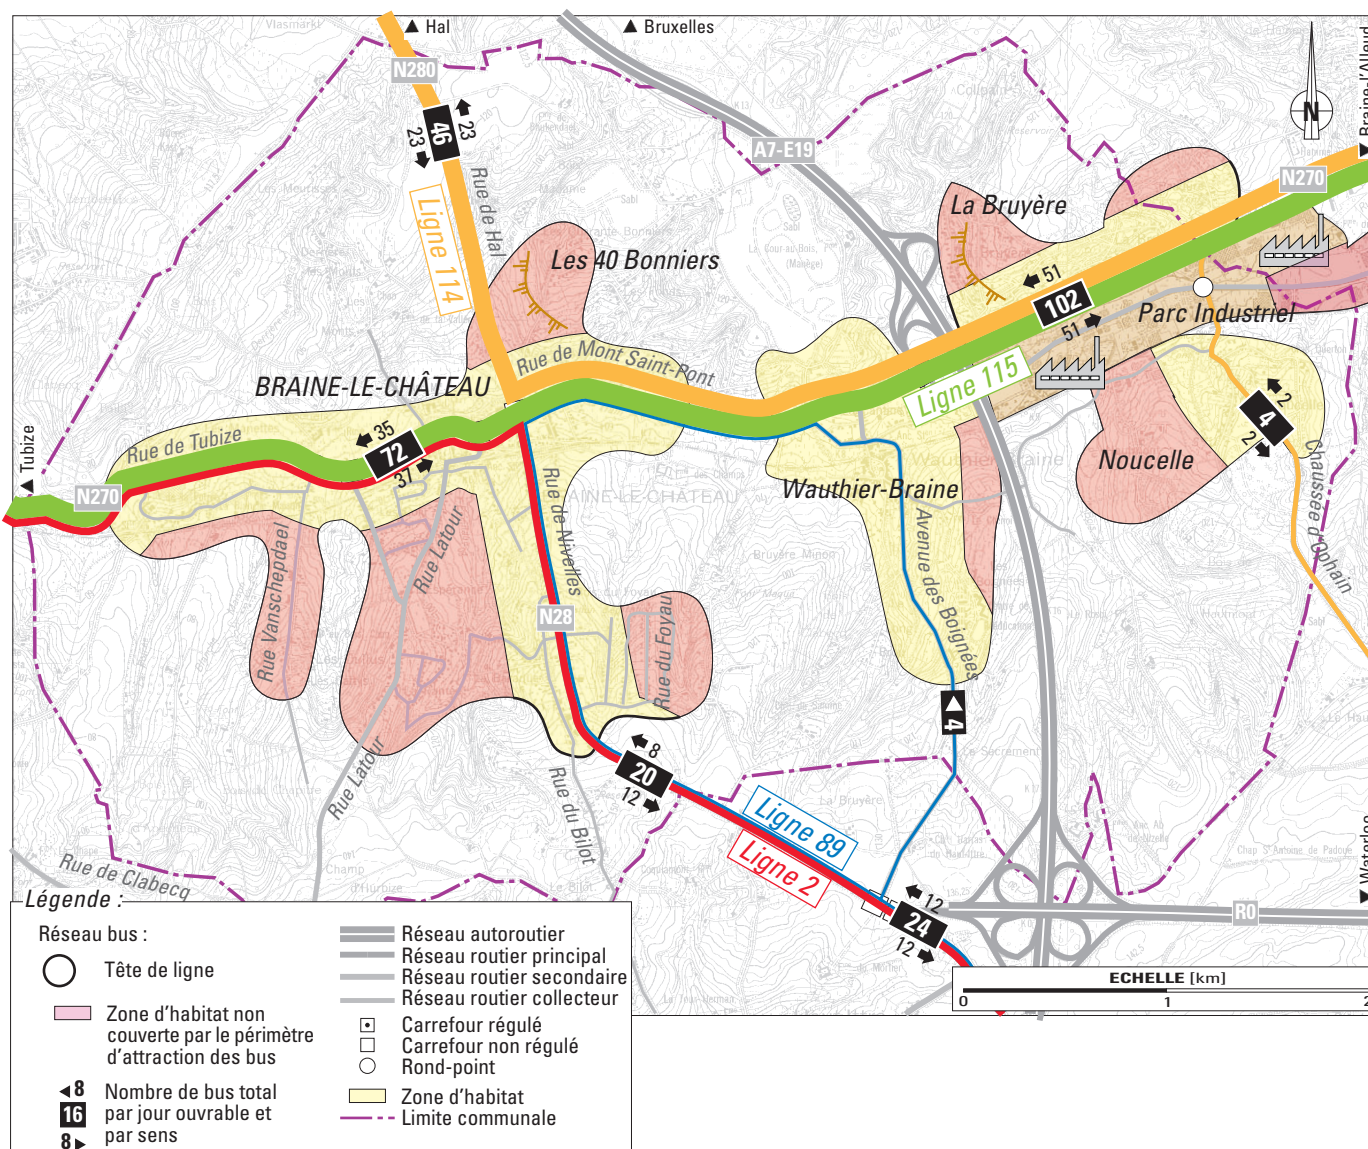 ▲ Hal
▲ Bruxelles
N280
46
23
23
Rue de Hal
Ligne 114
A7-E19
N
Braine-l'Alleud
N270
La Bruyère
Les 40 Bonniers
51
102
51
Parc Industriel
Ligne 115
Rue de Mont Saint-Pont
BRAINE-LE-CHÂTEAU
Rue de Tubize
35
72
37
▲ Tubize
N270
Wauthier-Braine
Noucelle
2
4
2
Chaussée d'Ophain
Rue Vanschepdael
Rue Latour
Rue de Nivelles
N28
Rue du Foyau
Avenue des Boignées
4
Rue Latour
8
20
12
Rue du Bilot
Ligne 89
Ligne 2
12
24
12
R0
Waterloo
Rue de Clabecq
ECHELLE [km]
0 1 2
Légende :
Réseau bus :
Tête de ligne
Zone d'habitat non
couverte par le périmètre
d'attraction des bus
◄8
16
8►
Nombre de bus total
par jour ouvrable et
par sens
Réseau autoroutier
Réseau routier principal
Réseau routier secondaire
Réseau routier collecteur
Carrefour régulé
Carrefour non régulé
Rond-point
Zone d'habitat
Limite communale